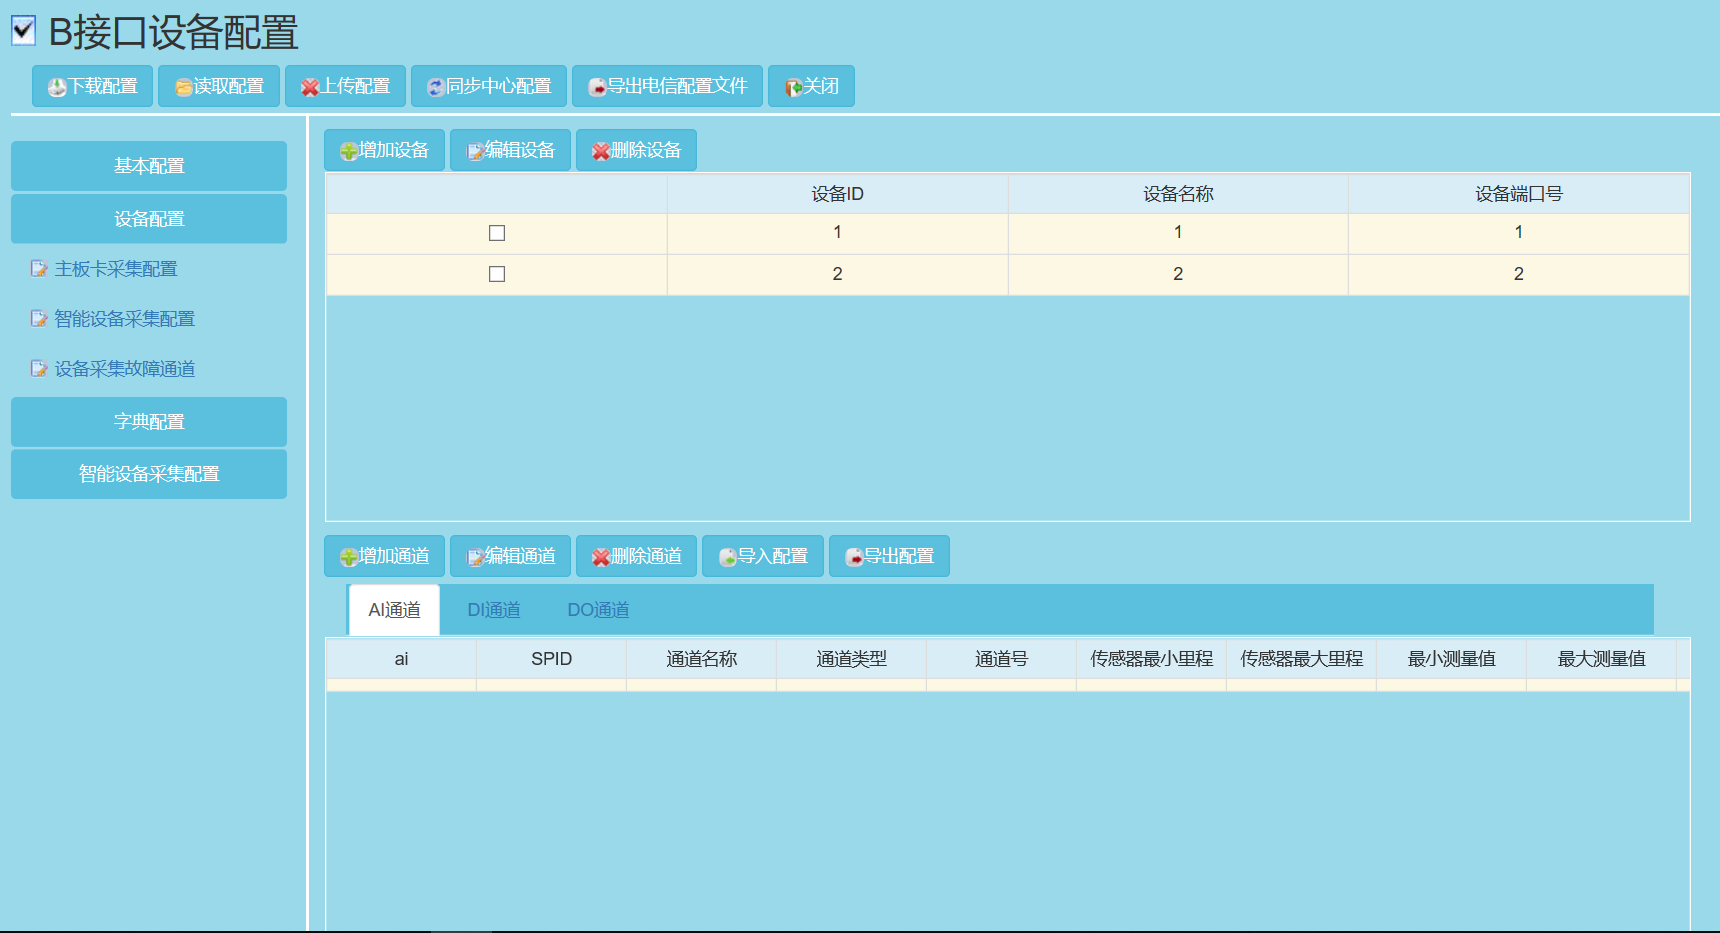 B接口设备配置
下载配置 读取配置 上传配置 同步中心配置 导出电信配置文件 关闭
基本配置
设备配置
主板卡采集配置
智能设备采集配置
设备采集故障通道
字典配置
智能设备采集配置
增加设备 编辑设备 删除设备
设备ID 设备名称 设备端口号
1 1 1
2 2 2
增加通道 编辑通道 删除通道 导入配置 导出配置
AI通道 DI通道 DO通道
ai SPID 通道名称 通道类型 通道号 传感器最小里程 传感器最大里程 最小测量值 最大测量值